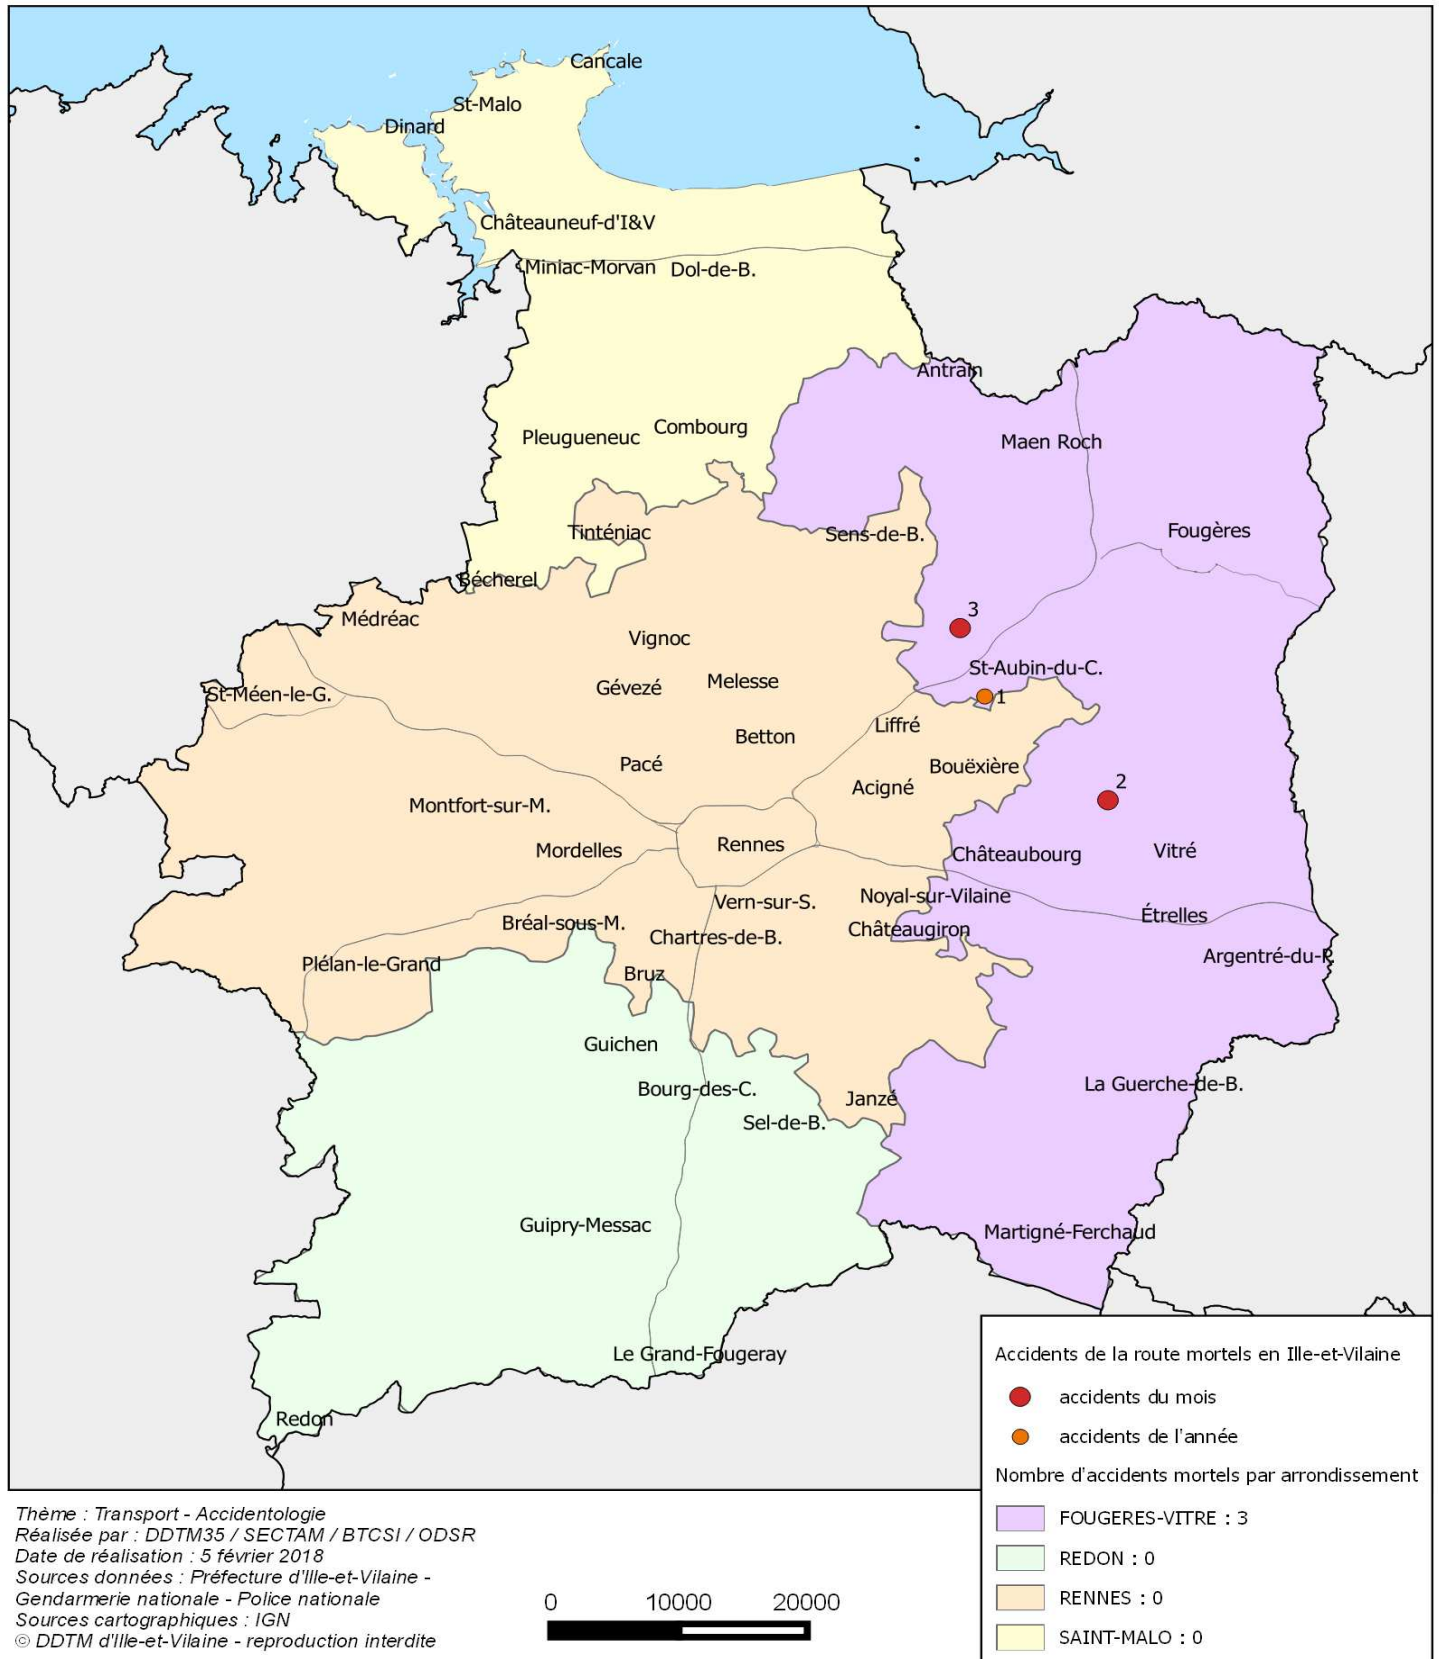 Cancale
St-Malo
Dinard
Châteauneuf-d'I&V
Miniac-Morvan
Dol-de-B.
Antrain
Combourg
Pleugueneuc
Maen Roch
Tinténiac
Sens-de-B.
Fougères
Bécherel
Médréac
3
Vignoc
St-Aubin-du-C.
Melesse
Gévezé
St-Méen-le-G.
1
Liffré
Betton
Pacé
Bouëxière
2
Acigné
Montfort-sur-M.
Rennes
Mordelles
Châteaubourg
Vitré
Noyal-sur-Vilaine
Vern-sur-S.
Étrelles
Bréal-sous-M.
Châteaugiron
Chartres-de-B.
Argentré-du-P.
Plélan-le-Grand
Bruz
Guichen
La Guerche-de-B.
Bourg-des-C.
Janzé
Sel-de-B.
Guipry-Messac
Martigné-Ferchaud
Le Grand-Fougeray
Redon
Accidents de la route mortels en Ille-et-Vilaine
accidents du mois
accidents de l'année
Nombre d'accidents mortels par arrondissement
FOUGERES-VITRE : 3
REDON : 0
RENNES : 0
SAINT-MALO : 0
Thème : Transport - Accidentologie
Réalisée par : DDTM35 / SECTAM / BTCSI / ODSR
Date de réalisation : 5 février 2018
Sources données : Préfecture d'Ille-et-Vilaine -
Gendarmerie nationale - Police nationale
Sources cartographiques : IGN
© DDTM d'Ille-et-Vilaine - reproduction interdite
0 10000 20000